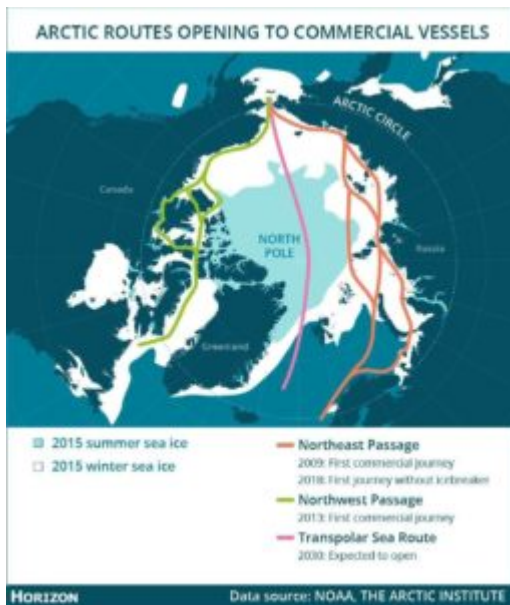 ARCTIC ROUTES OPENING TO COMMERCIAL VESSELS
ARCTIC CIRCLE
Canada
NORTH
POLE
Russia
Greenland
2015 summer sea ice
2015 winter sea ice
Northeast Passage
2009: First commercial journey
2018: First journey without icebreaker
Northwest Passage
2013: First commercial journey
Transpolar Sea Route
2030: Expected to open
HORIZON
Data source: NOAA, THE ARCTIC INSTITUTE